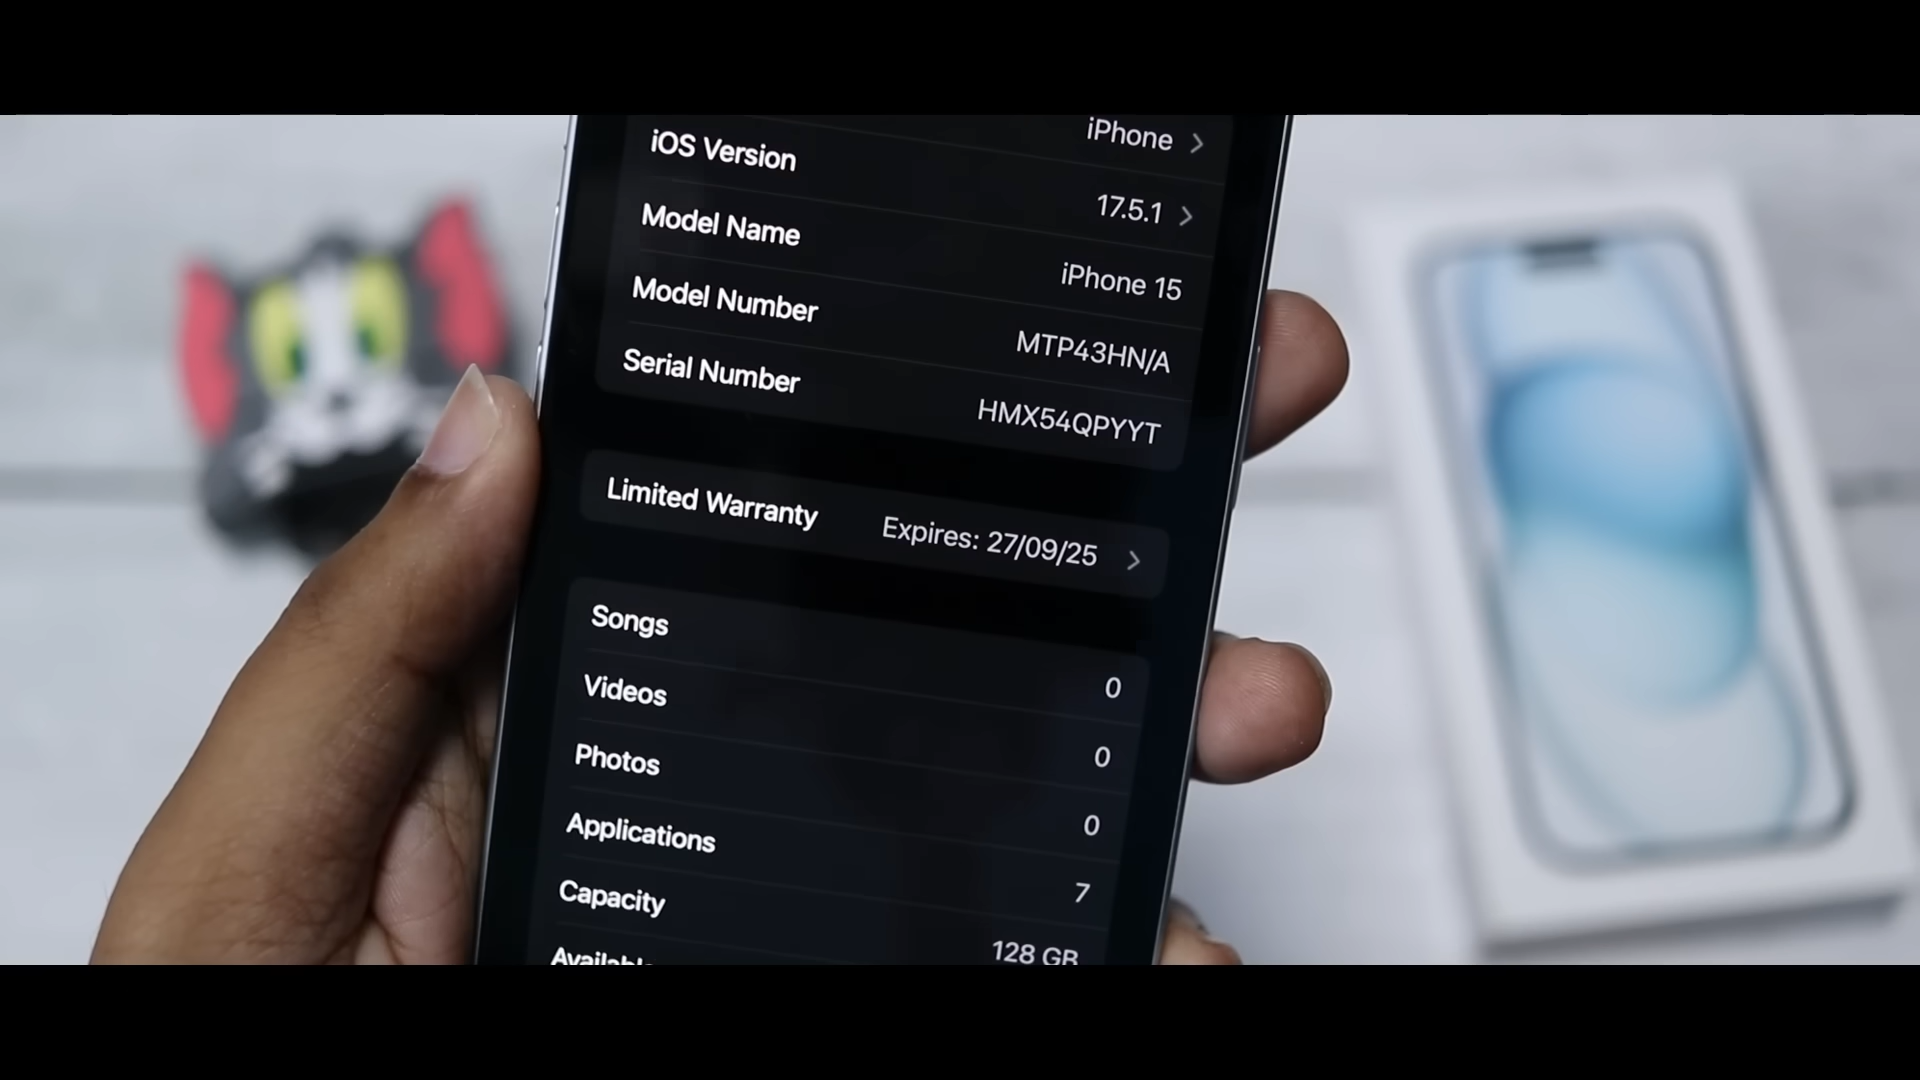 iPhone
iOS Version 17.5.1
Model Name iPhone 15
Model Number MTP43HN/A
Serial Number HMX54QPYYT
Limited Warranty Expires: 27/09/25
Songs 0
Videos 0
Photos 0
Applications 7
Capacity 128 GB